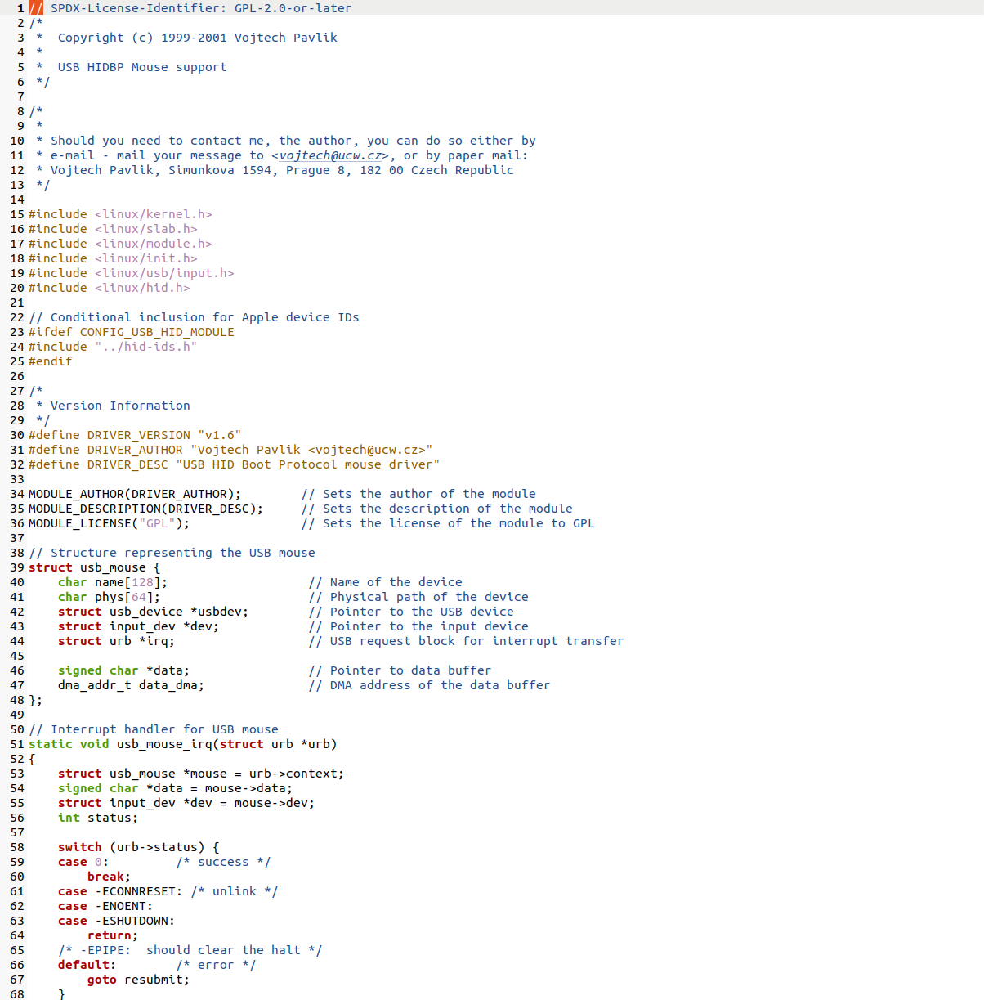 1 // SPDX-License-Identifier: GPL-2.0-or-later
2 /*
3  *  Copyright (c) 1999-2001 Vojtech Pavlik
4  *
5  *  USB HIDBP Mouse support
6  */
7
8 /*
9  *
10  * Should you need to contact me, the author, you can do so either by
11  * e-mail - mail your message to <vojtech@ucw.cz>, or by paper mail:
12  * Vojtech Pavlik, Simunkova 1594, Prague 8, 182 00 Czech Republic
13  */
14
15 #include <linux/kernel.h>
16 #include <linux/slab.h>
17 #include <linux/module.h>
18 #include <linux/init.h>
19 #include <linux/usb/input.h>
20 #include <linux/hid.h>
21
22 // Conditional inclusion for Apple device IDs
23 #ifdef CONFIG_USB_HID_MODULE
24 #include "../hid-ids.h"
25 #endif
26
27 /*
28  * Version Information
29  */
30 #define DRIVER_VERSION "v1.6"
31 #define DRIVER_AUTHOR "Vojtech Pavlik <vojtech@ucw.cz>"
32 #define DRIVER_DESC "USB HID Boot Protocol mouse driver"
33
34 MODULE_AUTHOR(DRIVER_AUTHOR);        // Sets the author of the module
35 MODULE_DESCRIPTION(DRIVER_DESC);     // Sets the description of the module
36 MODULE_LICENSE("GPL");               // Sets the license of the module to GPL
37
38 // Structure representing the USB mouse
39 struct usb_mouse {
40     char name[128];                   // Name of the device
41     char phys[64];                    // Physical path of the device
42     struct usb_device *usbdev;        // Pointer to the USB device
43     struct input_dev *dev;            // Pointer to the input device
44     struct urb *irq;                  // USB request block for interrupt transfer
45
46     signed char *data;                // Pointer to data buffer
47     dma_addr_t data_dma;              // DMA address of the data buffer
48 };
49
50 // Interrupt handler for USB mouse
51 static void usb_mouse_irq(struct urb *urb)
52 {
53     struct usb_mouse *mouse = urb->context;
54     signed char *data = mouse->data;
55     struct input_dev *dev = mouse->dev;
56     int status;
57
58     switch (urb->status) {
59     case 0:         /* success */
60         break;
61     case -ECONNRESET: /* unlink */
62     case -ENOENT:
63     case -ESHUTDOWN:
64         return;
65     /* -EPIPE:  should clear the halt */
66     default:        /* error */
67         goto resubmit;
68     }